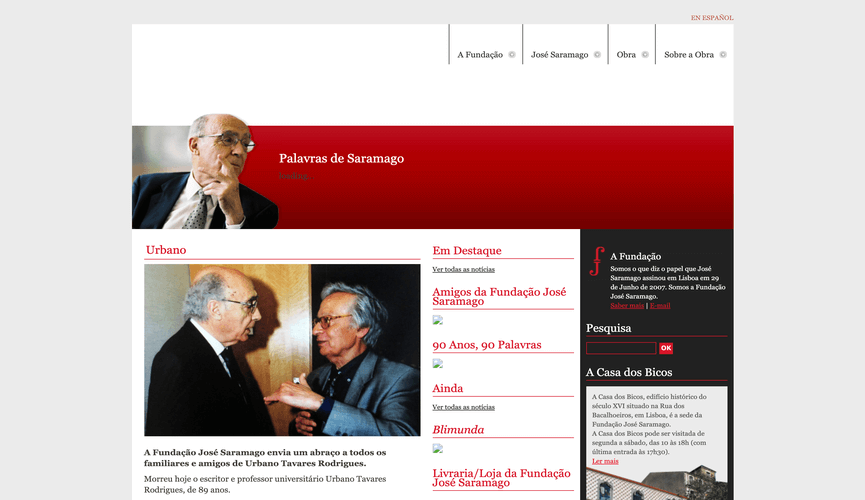 EN ESPAÑOL
A Fundação
José Saramago
Obra
Sobre a Obra
Palavras de Saramago
Urbano
A Fundação José Saramago envia um abraço a todos os
familiares e amigos de Urbano Tavares Rodrigues.
Morreu hoje o escritor e professor universitário Urbano Tavares
Rodrigues, de 89 anos.
Em Destaque
Ver todas as notícias
Amigos da Fundação José
Saramago
90 Anos, 90 Palavras
Ainda
Ver todas as notícias
Blimunda
Livraria/Loja da Fundação
José Saramago
A Fundação
Somos o que diz o papel que José
Saramago assinou em Lisboa em 29
de Junho de 2007. Somos a Fundação
José Saramago.
Saber mais | E-mail
Pesquisa
OK
A Casa dos Bicos
A Casa dos Bicos, edifício histórico do
século XVI situado na Rua dos
Bacalhoeiros, em Lisboa, é a sede da
Fundação José Saramago.
A Casa dos Bicos pode ser visitada de
segunda a sábado, das 10 às 18h (com
última entrada às 17h30).
Ler mais